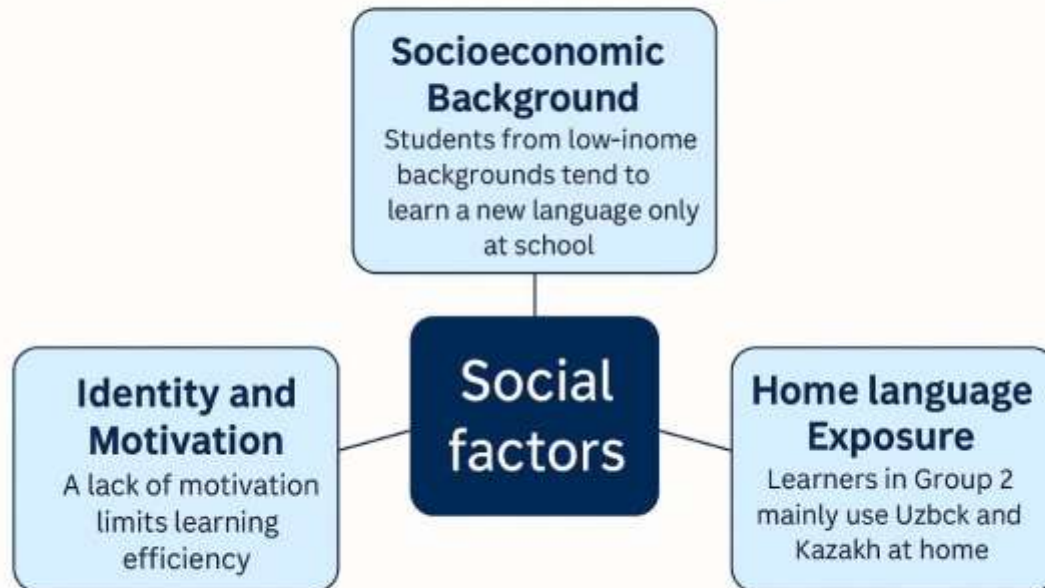 Socioeconomic
Background
Students from low-inome
backgrounds tend to
learn a new language only
at school
Social
factors
Identity and
Motivation
A lack of motivation
limits learning
efficiency
Home language
Exposure
Learners in Group 2
mainly use Uzbck and
Kazakh at home